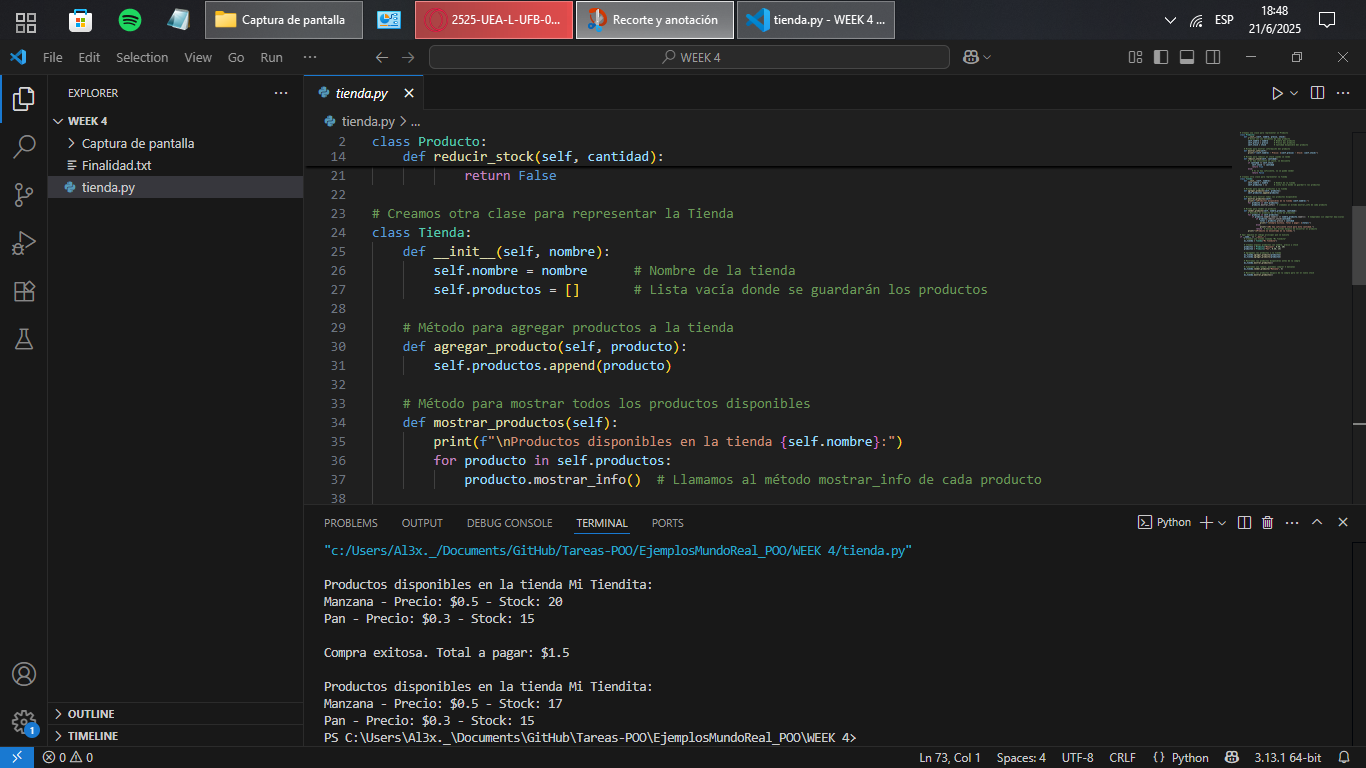 Captura de pantalla
2525-UEA-L-UFB-0...
Recorte y anotación
tienda.py - WEEK 4 ...
ESP
18:48
21/6/2025
File Edit Selection View Go Run ···
WEEK 4
EXPLORER ···
WEEK 4
Captura de pantalla
Finalidad.txt
tienda.py
OUTLINE
TIMELINE
tienda.py
tienda.py > ...
2 class Producto:
14 def reducir_stock(self, cantidad):
21 return False
22
23 # Creamos otra clase para representar la Tienda
24 class Tienda:
25 def __init__(self, nombre):
26 self.nombre = nombre # Nombre de la tienda
27 self.productos = [] # Lista vacía donde se guardarán los productos
28
29 # Método para agregar productos a la tienda
30 def agregar_producto(self, producto):
31 self.productos.append(producto)
32
33 # Método para mostrar todos los productos disponibles
34 def mostrar_productos(self):
35 print(f"\nProductos disponibles en la tienda {self.nombre}:")
36 for producto in self.productos:
37 producto.mostrar_info() # Llamamos al método mostrar_info de cada producto
38
PROBLEMS OUTPUT DEBUG CONSOLE TERMINAL PORTS
Python
"c:/Users/Al3x._/Documents/GitHub/Tareas-POO/EjemplosMundoReal_POO/WEEK 4/tienda.py"
Productos disponibles en la tienda Mi Tiendita:
Manzana - Precio: $0.5 - Stock: 20
Pan - Precio: $0.3 - Stock: 15
Compra exitosa. Total a pagar: $1.5
Productos disponibles en la tienda Mi Tiendita:
Manzana - Precio: $0.5 - Stock: 17
Pan - Precio: $0.3 - Stock: 15
PS C:\Users\Al3x._\Documents\GitHub\Tareas-POO\EjemplosMundoReal_POO\WEEK 4>
1
0 0 Ln 73, Col 1 Spaces: 4 UTF-8 CRLF {} Python 3.13.1 64-bit